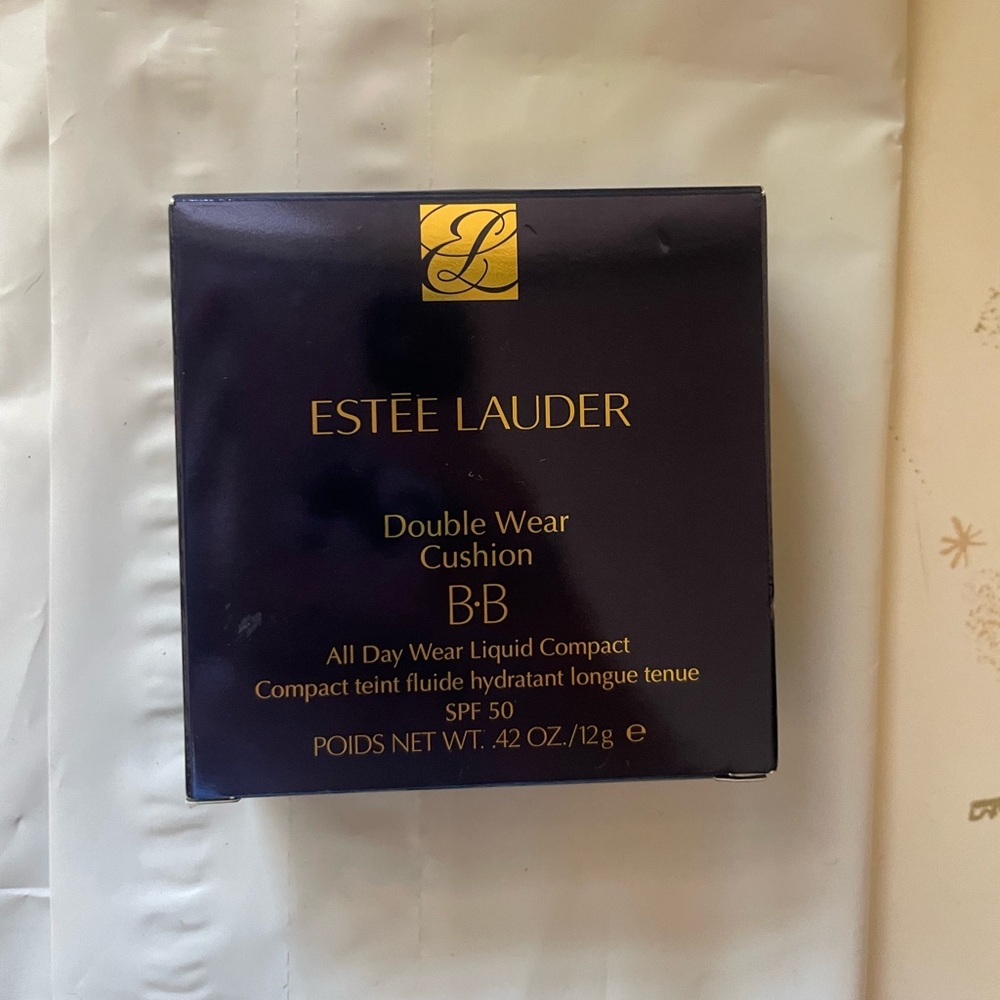 EL
ESTĒE LAUDER
Double Wear
Cushion
B·B
All Day Wear Liquid Compact
Compact teint fluide hydratant longue tenue
SPF 50
POIDS NET WT. .42 OZ./12g ℮